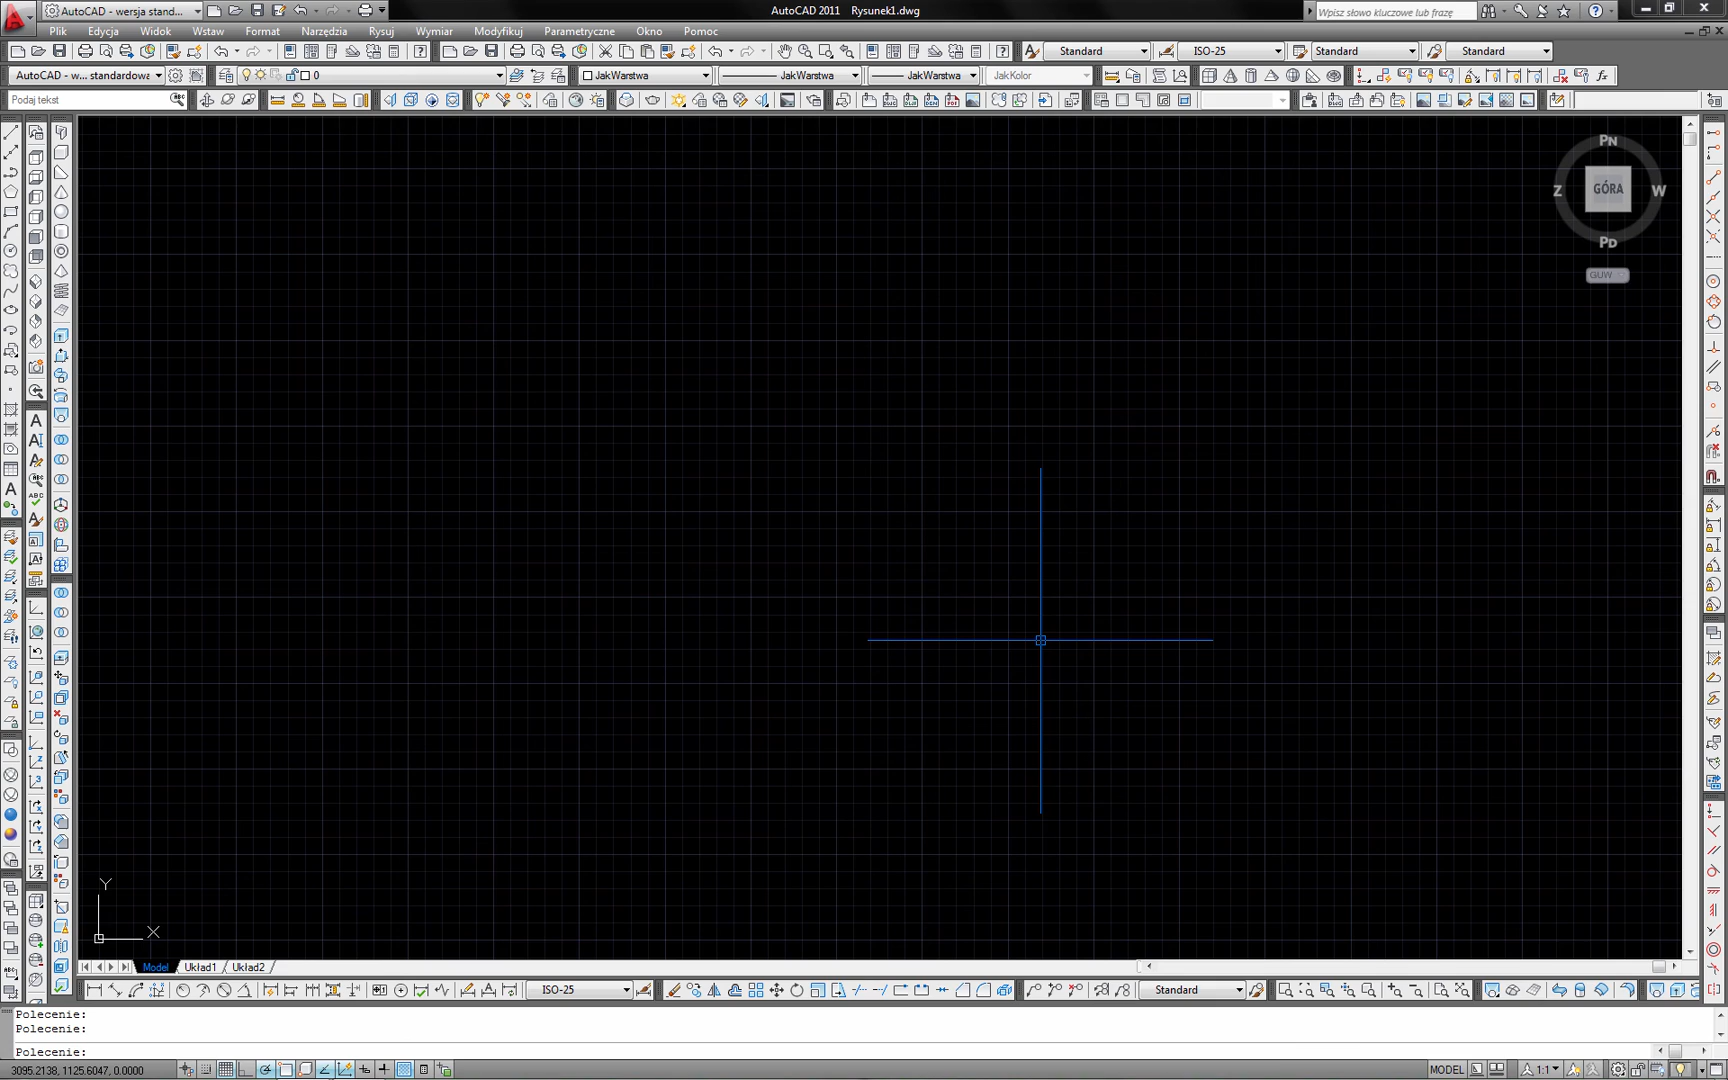 AutoCAD - wersja stand...
AutoCAD 2011 Rysunek1.dwg
Wpisz słowo kluczowe lub frazę
Plik Edycja Widok Wstaw Format Narzędzia Rysuj Wymiar Modyfikuj Parametryczne Okno Pomoc
Standard ISO-25 Standard Standard
AutoCAD - w... standardowa 0 JakWarstwa JakWarstwa JakWarstwa JakKolor
Podaj tekst
PN
Z GÓRA W
PD
GUW
Y
X
Model Układ1 Układ2
ISO-25 Standard
Polecenie:
Polecenie:
Polecenie:
3095.2138, 1125.6047, 0.0000 MODEL 1:1